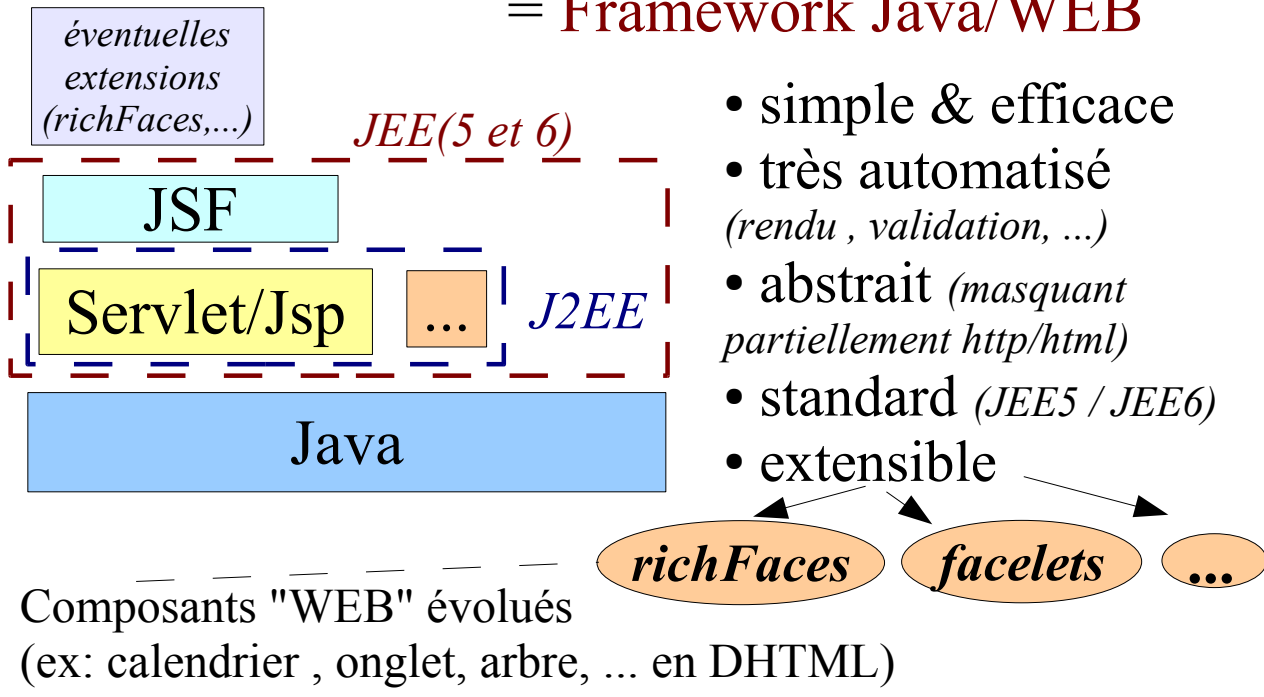 = Framework Java/WEB
éventuelles
extensions
(richFaces,...)
JEE(5 et 6)
JSF
Servlet/Jsp
...
J2EE
Java
• simple & efficace
• très automatisé
(rendu , validation, ...)
• abstrait (masquant
partiellement http/html)
• standard (JEE5 / JEE6)
• extensible
richFaces
facelets
...
Composants "WEB" évolués
(ex: calendrier , onglet, arbre, ... en DHTML)